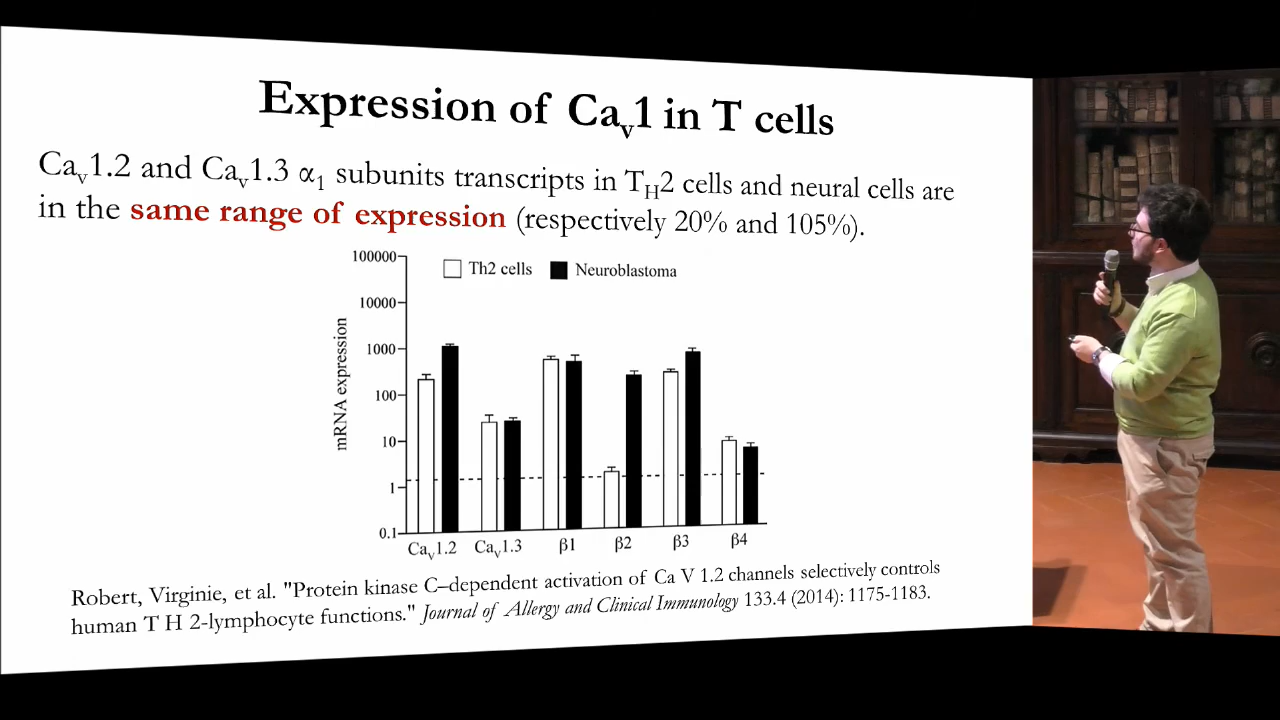 Expression of Cav1 in T cells
Cav1.2 and Cav1.3 α1 subunits transcripts in TH2 cells and neural cells are
in the same range of expression (respectively 20% and 105%).
100000
10000
1000
100
10
1
0.1
mRNA expression
Th2 cells
Neuroblastoma
Cav1.2
Cav1.3
β1
β2
β3
β4
Robert, Virginie, et al. "Protein kinase C–dependent activation of Ca V 1.2 channels selectively controls
human T H 2-lymphocyte functions." Journal of Allergy and Clinical Immunology 133.4 (2014): 1175-1183.